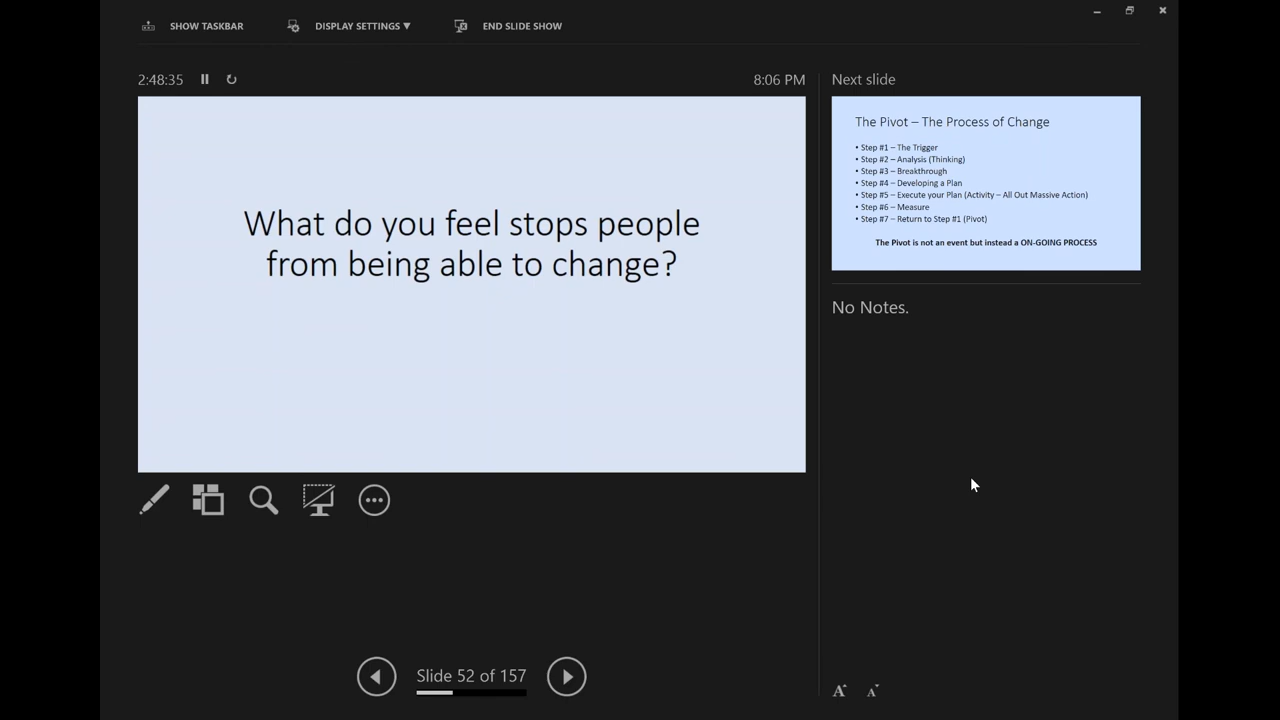 SHOW TASKBAR
DISPLAY SETTINGS ▼
END SLIDE SHOW
2:48:35
8:06 PM
What do you feel stops people
from being able to change?
Next slide
The Pivot – The Process of Change
• Step #1 – The Trigger
• Step #2 – Analysis (Thinking)
• Step #3 – Breakthrough
• Step #4 – Developing a Plan
• Step #5 – Execute your Plan (Activity – All Out Massive Action)
• Step #6 – Measure
• Step #7 – Return to Step #1 (Pivot)
The Pivot is not an event but instead a ON-GOING PROCESS
No Notes.
Slide 52 of 157
A A